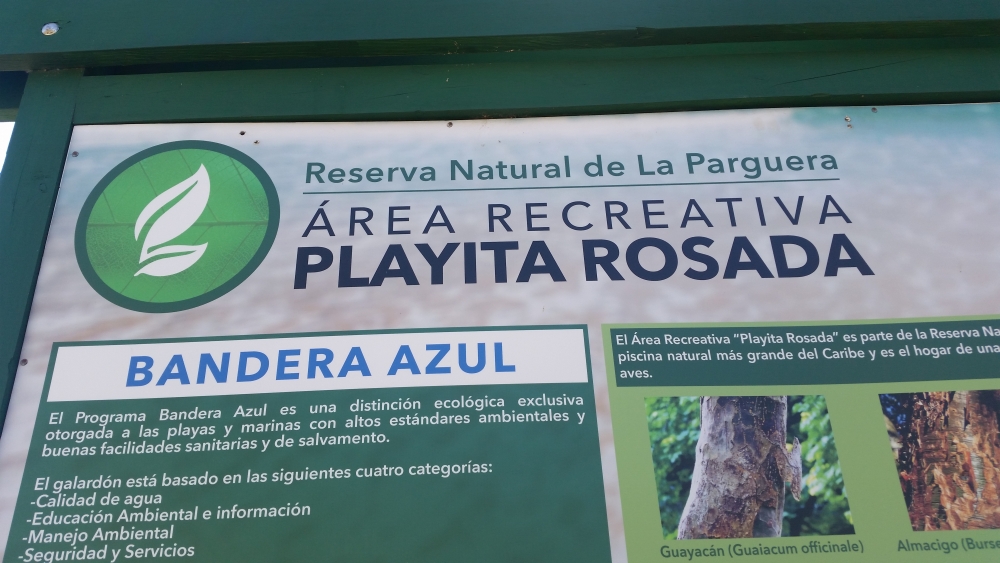 Reserva Natural de La Parguera
ÁREA RECREATIVA
PLAYITA ROSADA
BANDERA AZUL
El Programa Bandera Azul es una distinción ecológica exclusiva
otorgada a las playas y marinas con altos estándares ambientales y
buenas facilidades sanitarias y de salvamento.
El galardón está basado en las siguientes cuatro categorías:
-Calidad de agua
-Educación Ambiental e información
-Manejo Ambiental
-Seguridad y Servicios
El Área Recreativa "Playita Rosada" es parte de la Reserva
piscina natural más grande del Caribe y es el hogar de una
aves.
Guayacán (Guaiacum officinale)
Almacigo